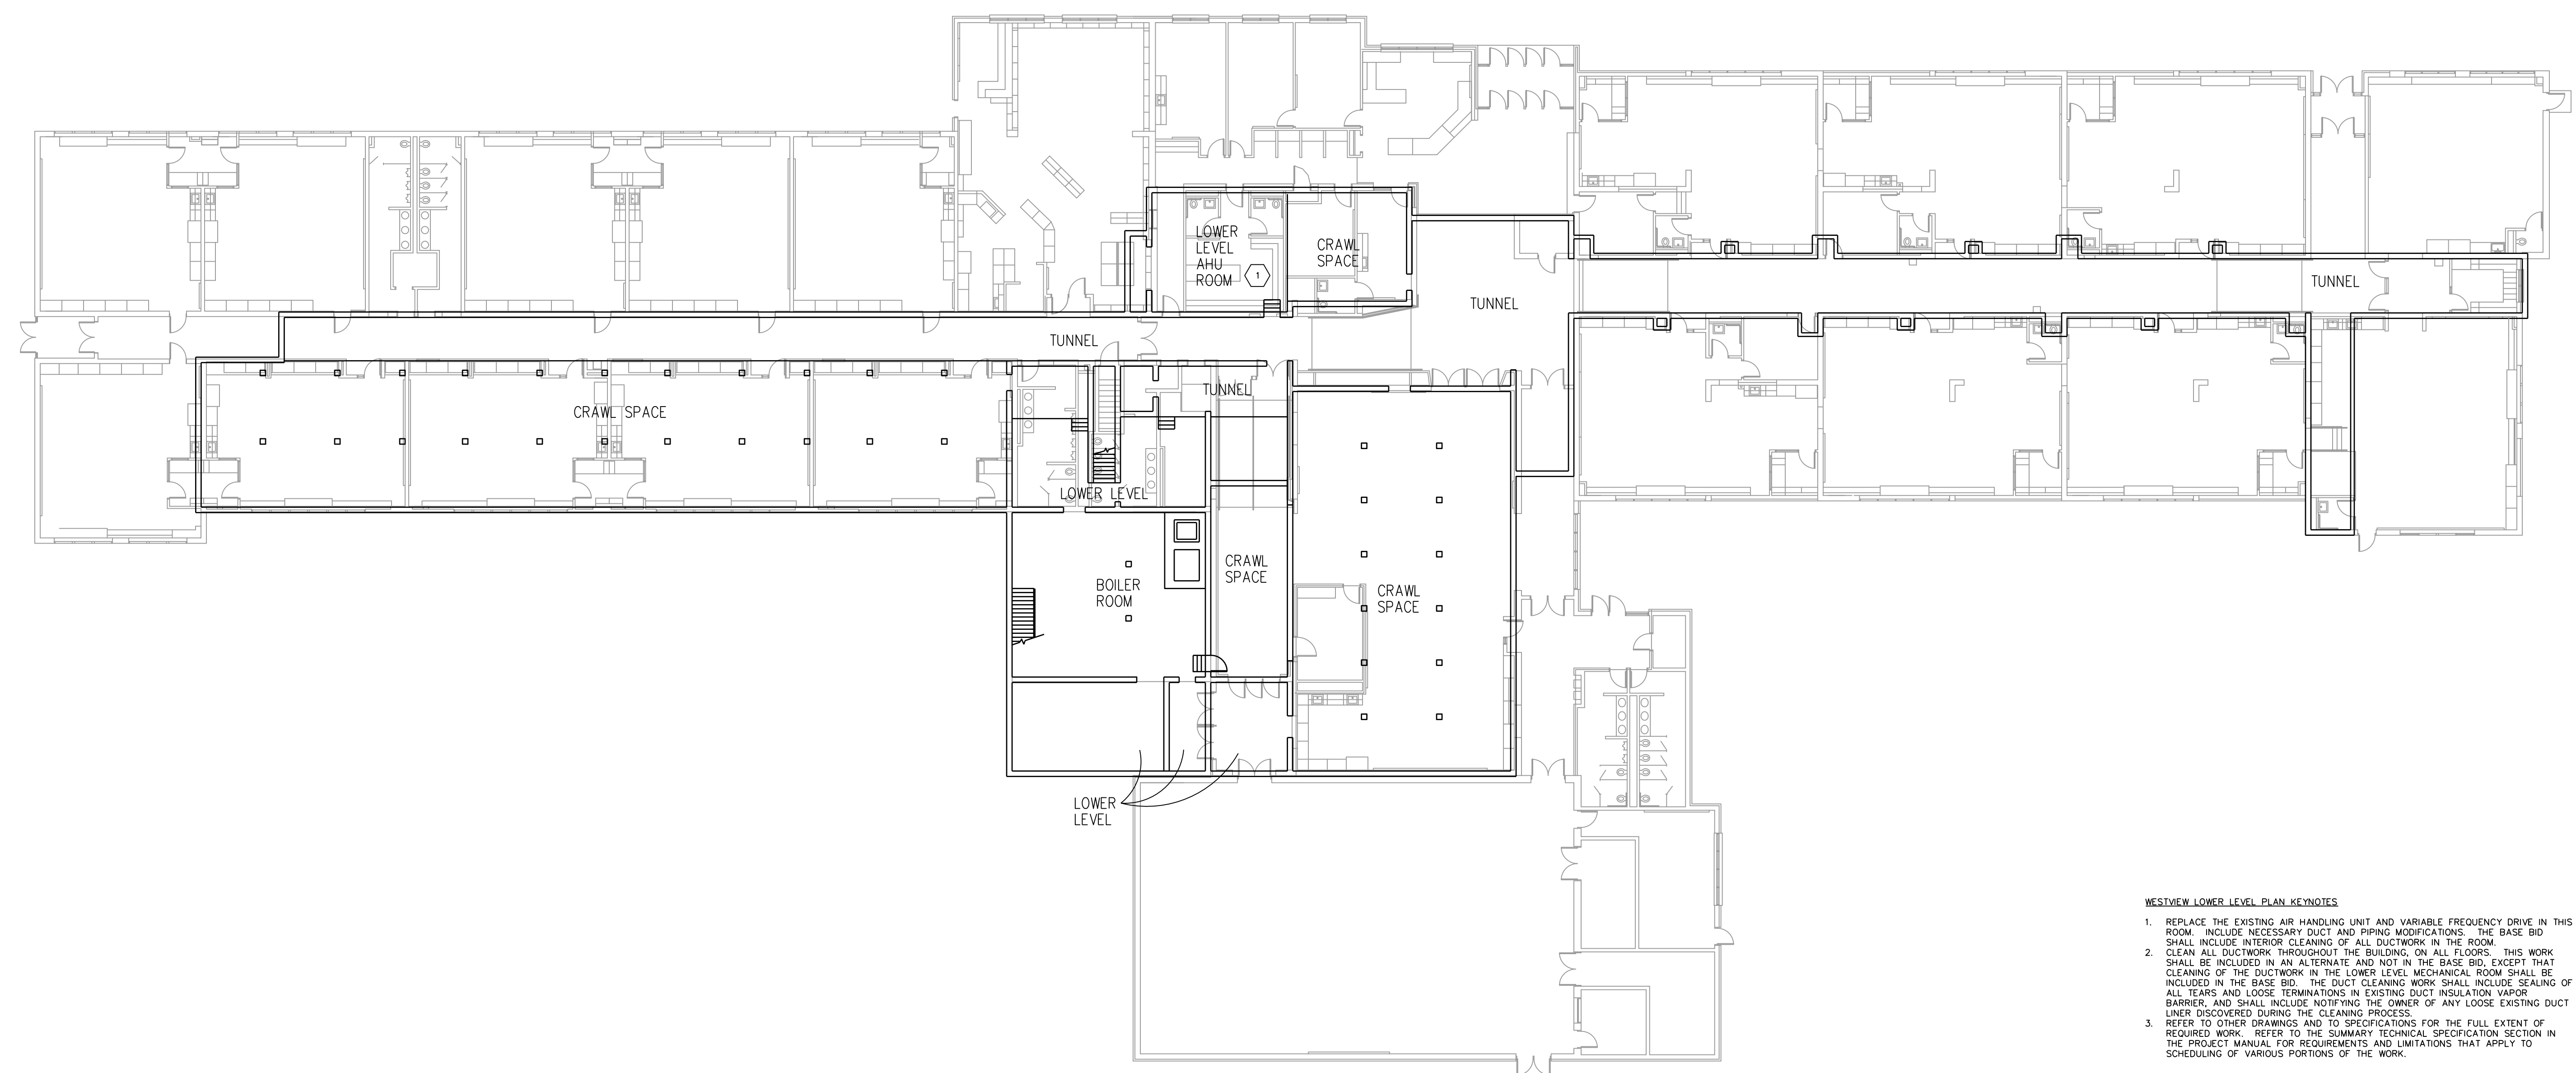 LOWER
LEVEL
AHU
ROOM
1
CRAWL
SPACE
TUNNEL
TUNNEL
TUNNEL
TUNNEL
CRAWL SPACE
LOWER LEVEL
BOILER
ROOM
CRAWL
SPACE
CRAWL
SPACE
LOWER
LEVEL
WESTVIEW LOWER LEVEL PLAN KEYNOTES
1. REPLACE THE EXISTING AIR HANDLING UNIT AND VARIABLE FREQUENCY DRIVE IN THIS
ROOM. INCLUDE NECESSARY DUCT AND PIPING MODIFICATIONS. THE BASE BID
SHALL INCLUDE INTERIOR CLEANING OF ALL DUCTWORK IN THE ROOM.
2. CLEAN ALL DUCTWORK THROUGHOUT THE BUILDING, ON ALL FLOORS. THIS WORK
SHALL BE INCLUDED IN AN ALTERNATE AND NOT IN THE BASE BID, EXCEPT THAT
CLEANING OF THE DUCTWORK IN THE LOWER LEVEL MECHANICAL ROOM SHALL BE
INCLUDED IN THE BASE BID. THE DUCT CLEANING WORK SHALL INCLUDE SEALING OF
ALL TEARS AND LOOSE TERMINATIONS IN EXISTING DUCT INSULATION VAPOR
BARRIER, AND SHALL INCLUDE NOTIFYING THE OWNER OF ANY LOOSE EXISTING DUCT
LINER DISCOVERED DURING THE CLEANING PROCESS.
3. REFER TO OTHER DRAWINGS AND TO SPECIFICATIONS FOR THE FULL EXTENT OF
REQUIRED WORK. REFER TO THE SUMMARY TECHNICAL SPECIFICATION SECTION IN
THE PROJECT MANUAL FOR REQUIREMENTS AND LIMITATIONS THAT APPLY TO
SCHEDULING OF VARIOUS PORTIONS OF THE WORK.